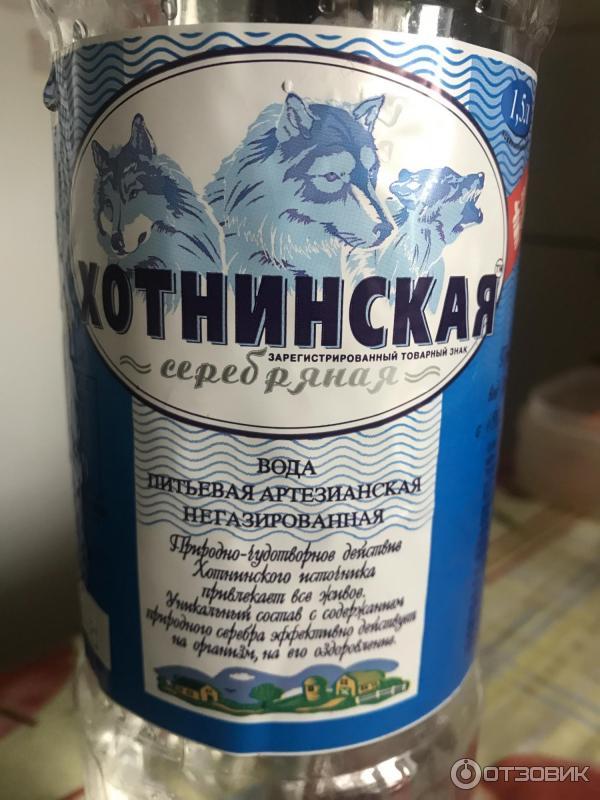 1,5л
ХОТНИНСКАЯ
ЗАРЕГИСТРИРОВАННЫЙ ТОВАРНЫЙ ЗНАК
серебряная
ВОДА
ПИТЬЕВАЯ АРТЕЗИАНСКАЯ
НЕГАЗИРОВАННАЯ
Природно-чудотворное действие
Хотнинского источника
привлекает все живое.
Уникальный состав с содержанием
природного серебра эффективно действует
на организм, на его оздоровление.
ОТЗОВИК